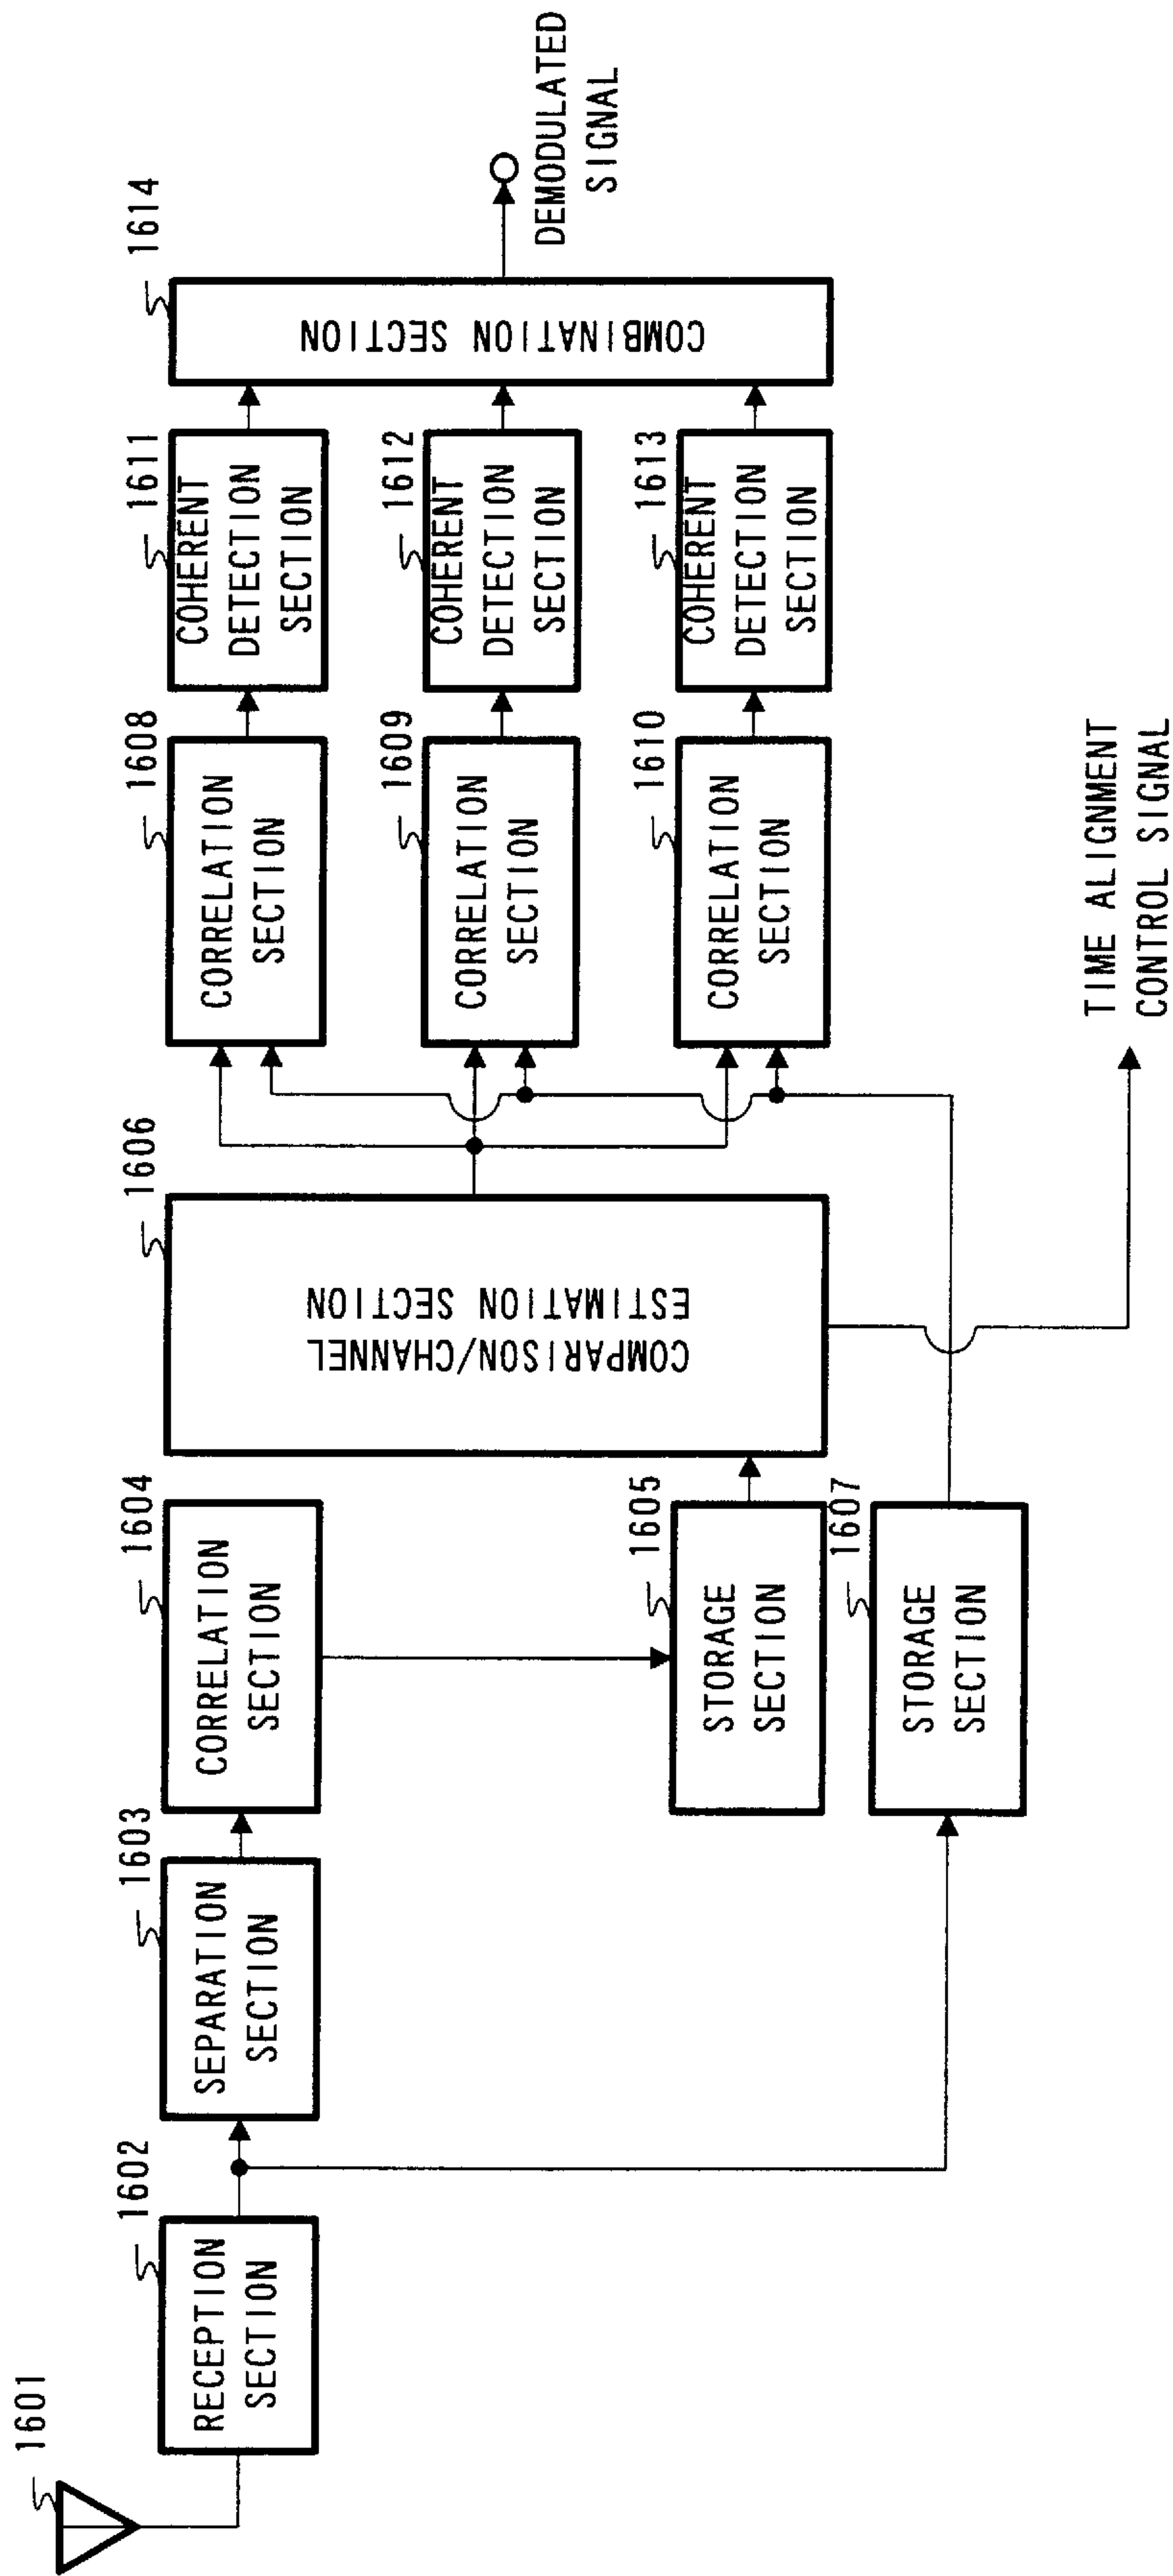 1601
1602
RECEPTION
SECTION
1603
SEPARATION
SECTION
1604
CORRELATION
SECTION
1605
STORAGE
SECTION
1607
STORAGE
SECTION
1606
COMPARISON/CHANNEL
ESTIMATION SECTION
1608
CORRELATION
SECTION
1609
CORRELATION
SECTION
1610
CORRELATION
SECTION
TIME ALIGNMENT
CONTROL SIGNAL
1611
COHERENT
DETECTION
SECTION
1612
COHERENT
DETECTION
SECTION
1613
COHERENT
DETECTION
SECTION
1614
COMBINATION SECTION
DEMODULATED
SIGNAL